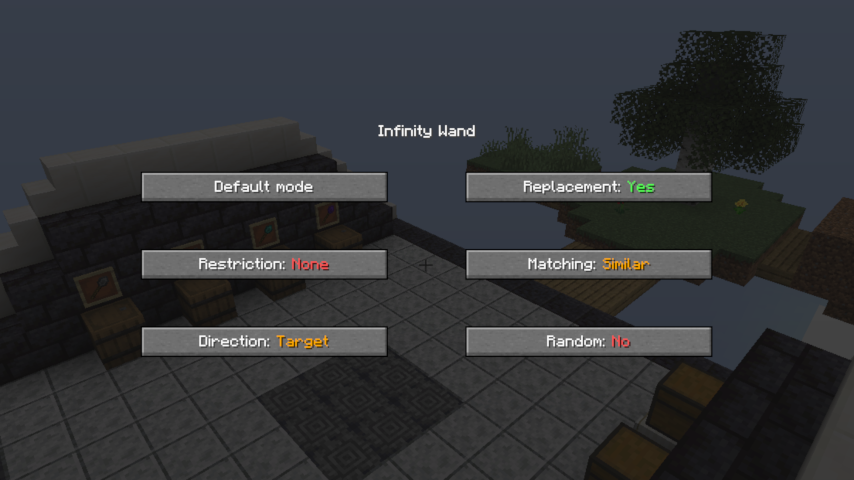 Infinity Wand
Default mode
Replacement: Yes
Restriction: None
Matching: Similar
Direction: Target
Random: No